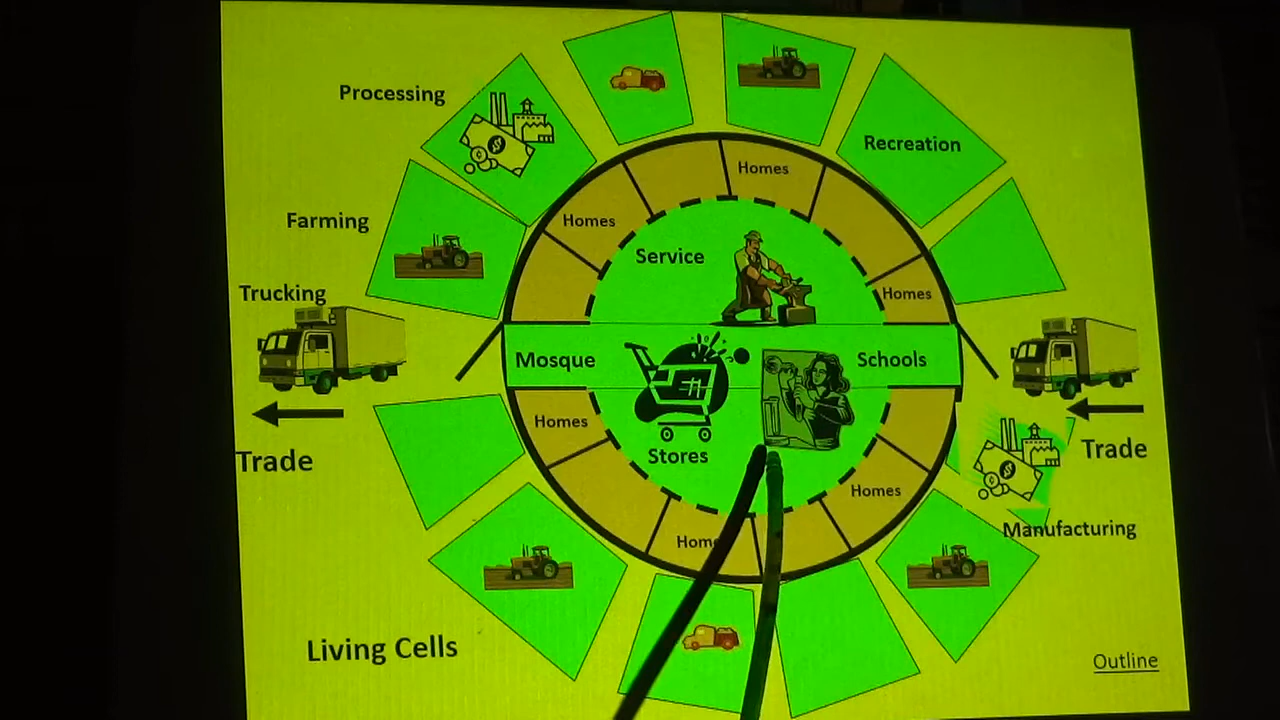 Processing
Recreation
Homes
Farming
Homes
Service
Trucking
Homes
Mosque
Schools
Homes
Stores
Trade
Trade
Homes
Manufacturing
Living Cells
Outline